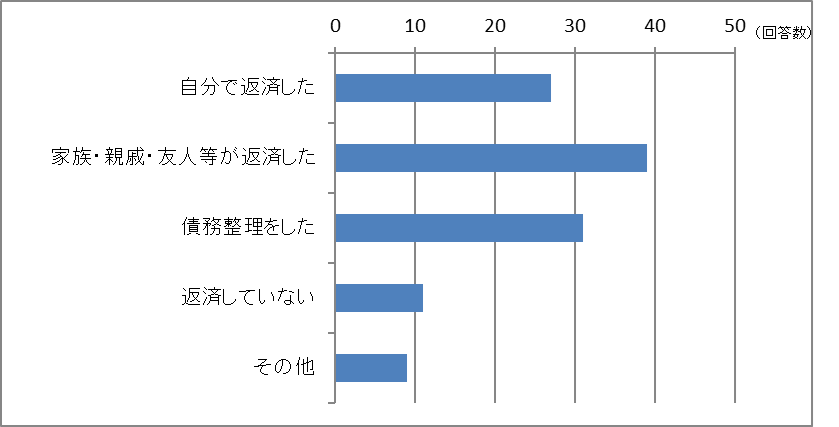 0 10 20 30 40 50 (回答数)
自分で返済した
家族・親戚・友人等が返済した
債務整理をした
返済していない
その他